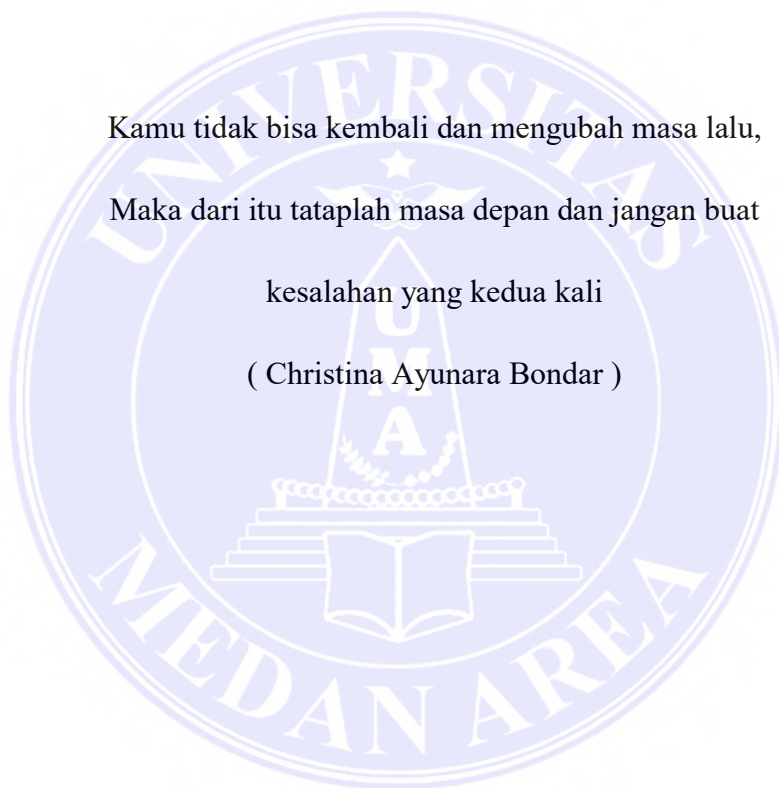 UNIVERSITAS
Kamu tidak bisa kembali dan mengubah masa lalu,
Maka dari itu tataplah masa depan dan jangan buat
kesalahan yang kedua kali
( Christina Ayunara Bondar )
U
M
A
MEDAN AREA